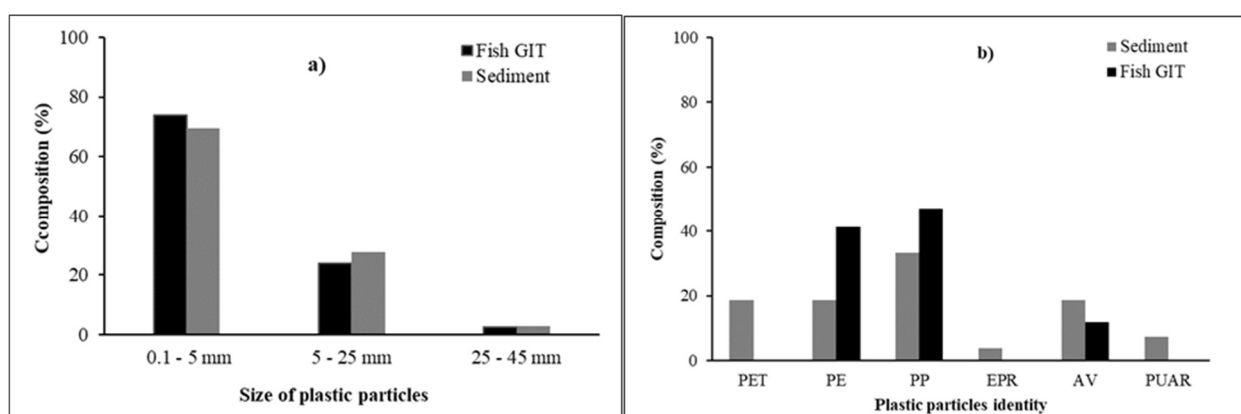 a)
Fish GIT
Sediment
Ccomposition (%)
100
80
60
40
20
0
0.1 - 5 mm 5 - 25 mm 25 - 45 mm
Size of plastic particles
b)
Sediment
Fish GIT
Composition (%)
100
80
60
40
20
0
PET PE PP EPR AV PUAR
Plastic particles identity